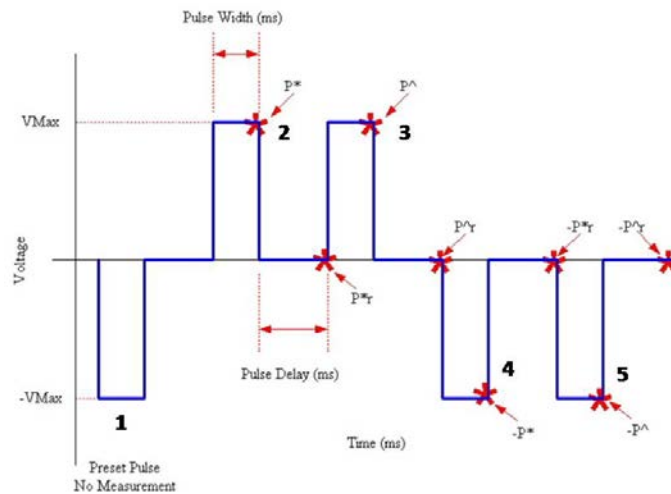 Pulse Width (ms)
P*
P^
VMax
2
3
P^r
-P*r
-P^r
Voltage
P*r
Pulse Delay (ms)
4
5
-VMax
1
-P*
-P^
Time (ms)
Preset Pulse
No Measurement